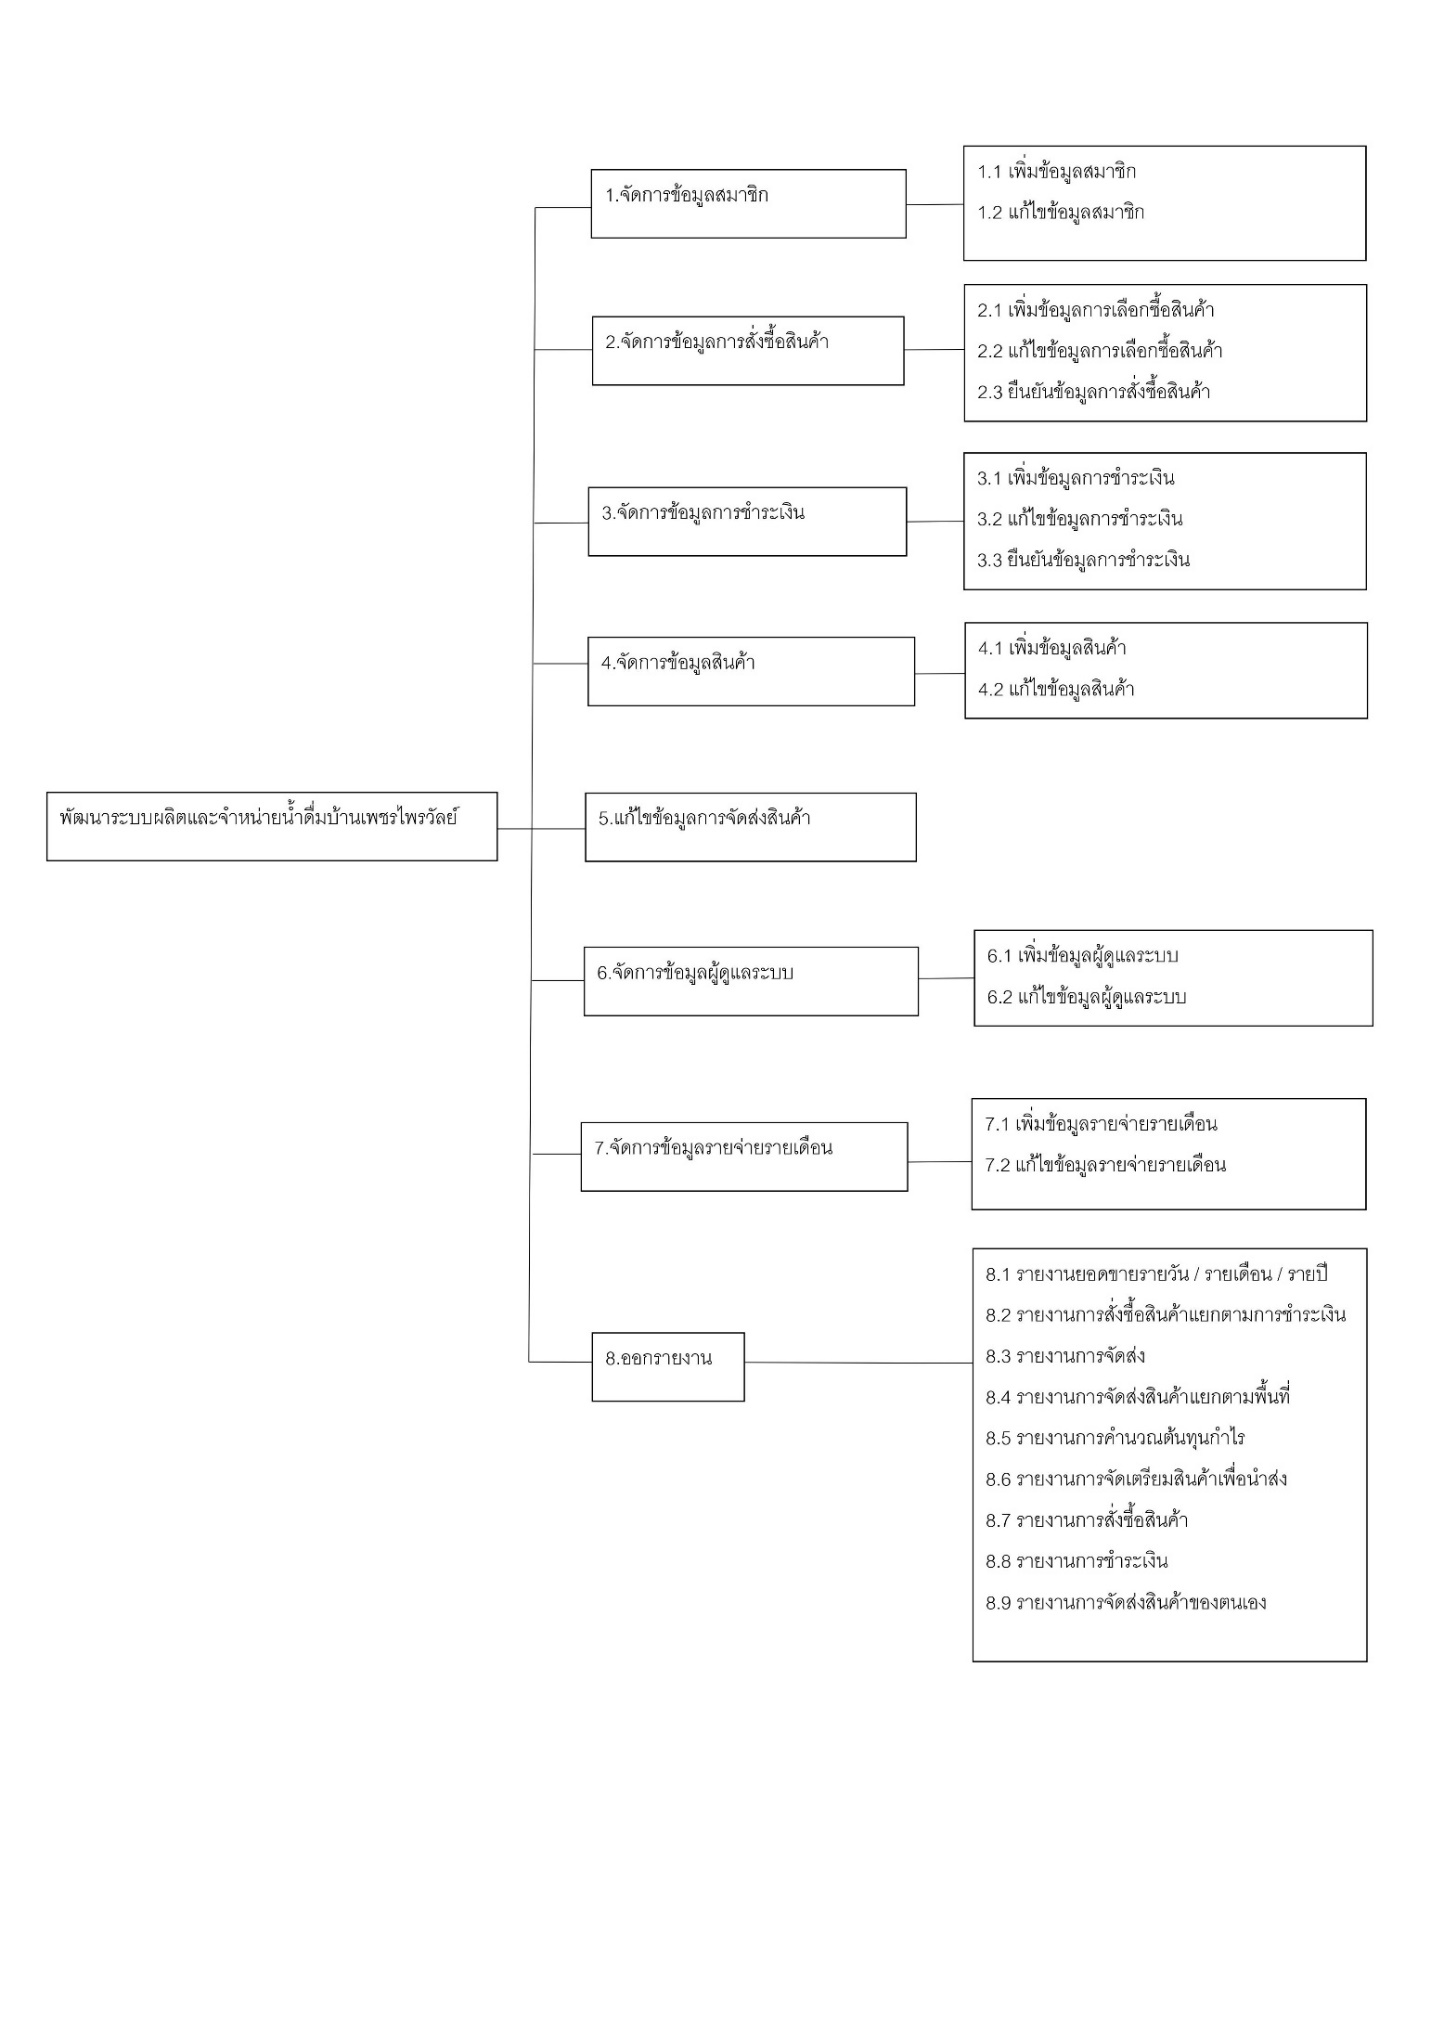 พัฒนาระบบผลิตและจำหน่ายน้ำดื่มบ้านเพชรไพรวัลย์
1.จัดการข้อมูลสมาชิก
1.1 เพิ่มข้อมูลสมาชิก
1.2 แก้ไขข้อมูลสมาชิก
2.จัดการข้อมูลการสั่งซื้อสินค้า
2.1 เพิ่มข้อมูลการเลือกซื้อสินค้า
2.2 แก้ไขข้อมูลการเลือกซื้อสินค้า
2.3 ยืนยันข้อมูลการสั่งซื้อสินค้า
3.จัดการข้อมูลการชำระเงิน
3.1 เพิ่มข้อมูลการชำระเงิน
3.2 แก้ไขข้อมูลการชำระเงิน
3.3 ยืนยันข้อมูลการชำระเงิน
4.จัดการข้อมูลสินค้า
4.1 เพิ่มข้อมูลสินค้า
4.2 แก้ไขข้อมูลสินค้า
5.แก้ไขข้อมูลการจัดส่งสินค้า
6.จัดการข้อมูลผู้ดูแลระบบ
6.1 เพิ่มข้อมูลผู้ดูแลระบบ
6.2 แก้ไขข้อมูลผู้ดูแลระบบ
7.จัดการข้อมูลรายจ่ายรายเดือน
7.1 เพิ่มข้อมูลรายจ่ายรายเดือน
7.2 แก้ไขข้อมูลรายจ่ายรายเดือน
8.ออกรายงาน
8.1 รายงานยอดขายรายวัน / รายเดือน / รายปี
8.2 รายงานการสั่งซื้อสินค้าแยกตามการชำระเงิน
8.3 รายงานการจัดส่ง
8.4 รายงานการจัดส่งสินค้าแยกตามพื้นที่
8.5 รายงานการคำนวณต้นทุนกำไร
8.6 รายงานการจัดเตรียมสินค้าเพื่อนำส่ง
8.7 รายงานการสั่งซื้อสินค้า
8.8 รายงานการชำระเงิน
8.9 รายงานการจัดส่งสินค้าของตนเอง